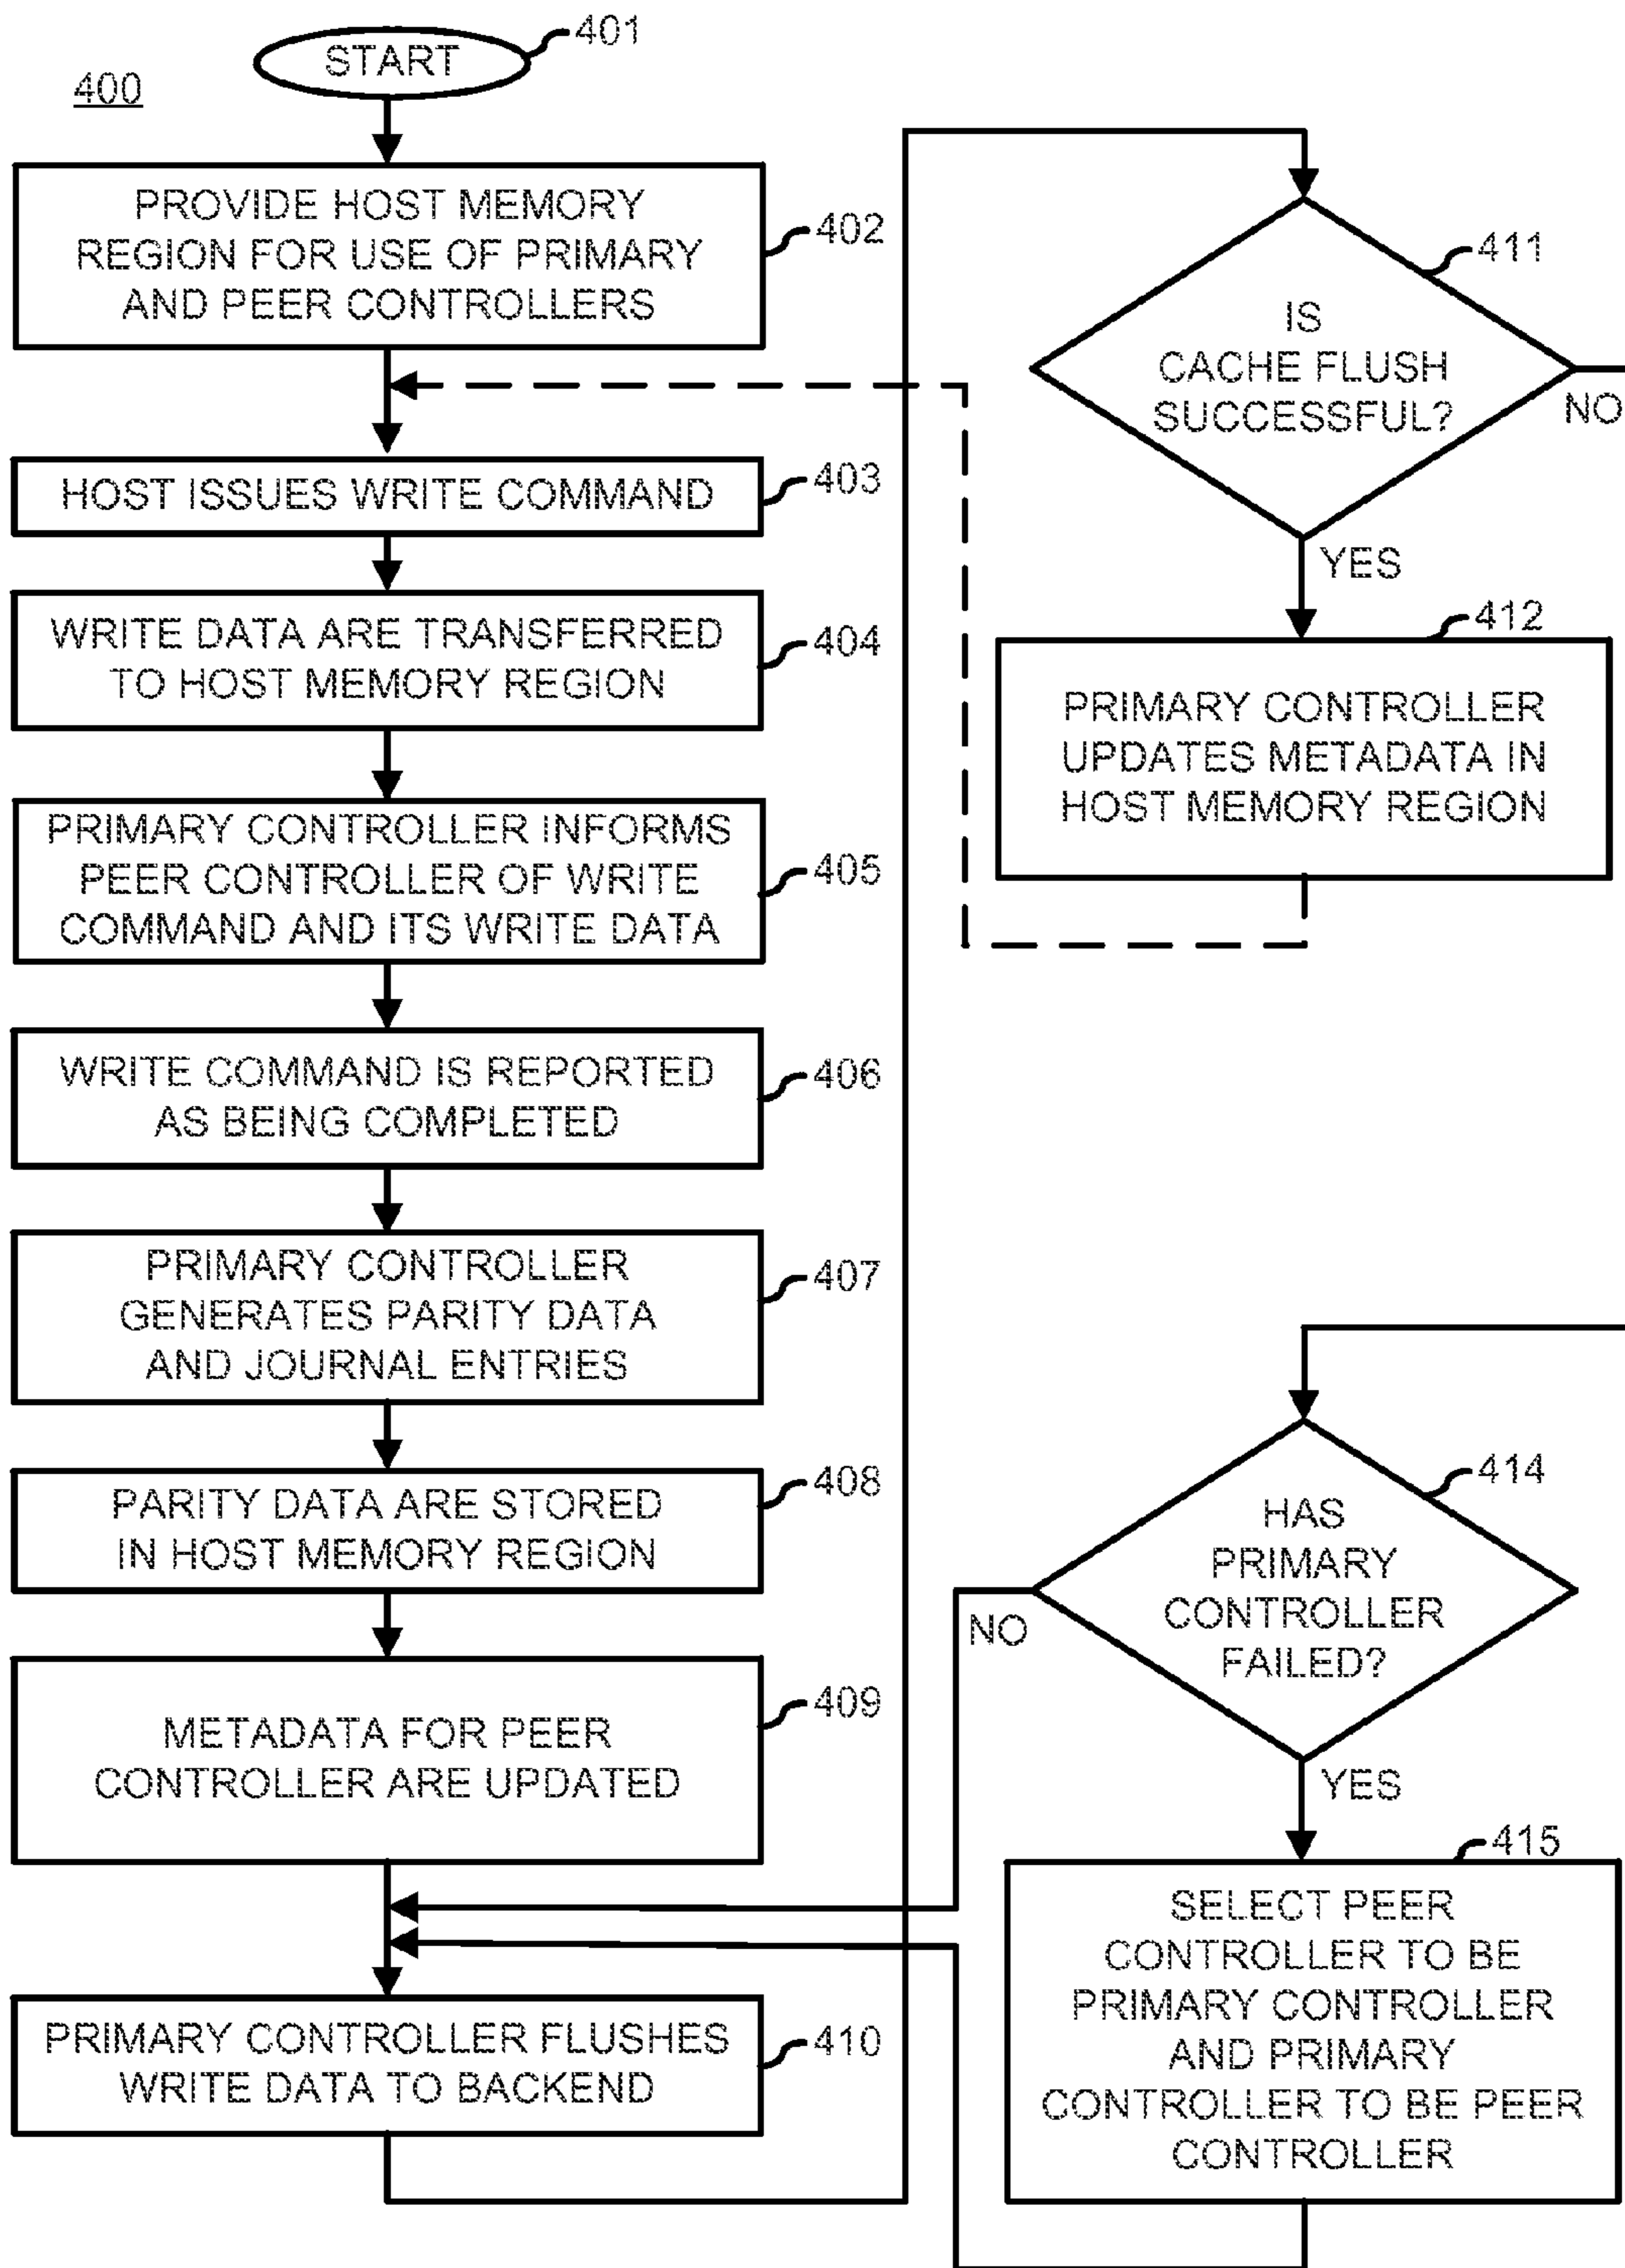 400
START
401
PROVIDE HOST MEMORY
REGION FOR USE OF PRIMARY
AND PEER CONTROLLERS
402
HOST ISSUES WRITE COMMAND
403
WRITE DATA ARE TRANSFERRED
TO HOST MEMORY REGION
404
PRIMARY CONTROLLER INFORMS
PEER CONTROLLER OF WRITE
COMMAND AND ITS WRITE DATA
405
WRITE COMMAND IS REPORTED
AS BEING COMPLETED
406
PRIMARY CONTROLLER
GENERATES PARITY DATA
AND JOURNAL ENTRIES
407
PARITY DATA ARE STORED
IN HOST MEMORY REGION
408
METADATA FOR PEER
CONTROLLER ARE UPDATED
409
PRIMARY CONTROLLER FLUSHES
WRITE DATA TO BACKEND
410
IS
CACHE FLUSH
SUCCESSFUL?
411
NO
YES
412
PRIMARY CONTROLLER
UPDATES METADATA IN
HOST MEMORY REGION
HAS
PRIMARY
CONTROLLER
FAILED?
414
NO
YES
415
SELECT PEER
CONTROLLER TO BE
PRIMARY CONTROLLER
AND PRIMARY
CONTROLLER TO BE PEER
CONTROLLER